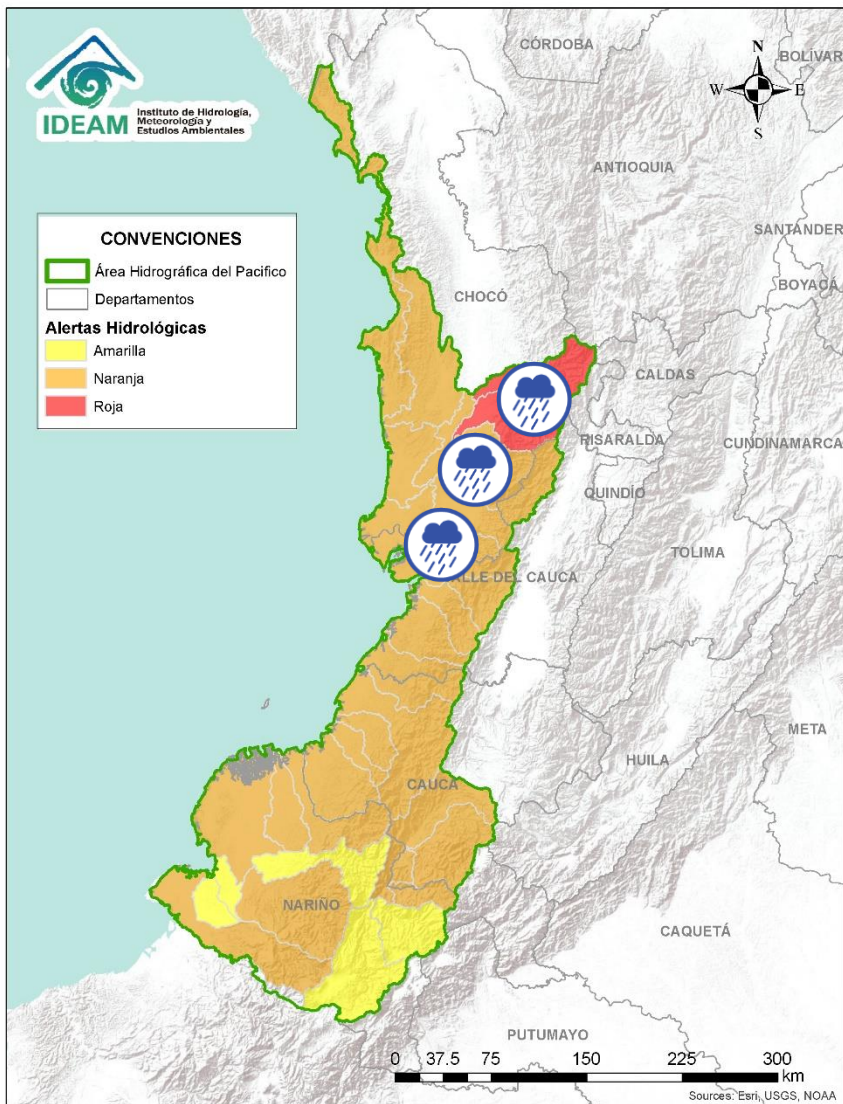 IDEAM
Instituto de Hidrología,
Meteorología y
Estudios Ambientales
N
W E
S
CÓRDOBA
BOLÍVAR
ANTIOQUIA
SANTANDER
BOYACÁ
CONVENCIONES
Área Hidrográfica del Pacifico
Departamentos
Alertas Hidrológicas
Amarilla
Naranja
Roja
CHOCÓ
CALDAS
RISARALDA
CUNDINAMARCA
QUINDÍO
TOLIMA
ALLE DEL CAUCA
META
HUILA
CAUCA
NARIÑO
CAQUETÁ
PUTUMAYO
0 37.5 75 150 225 300
km
Sources: Esri, USGS, NOAA